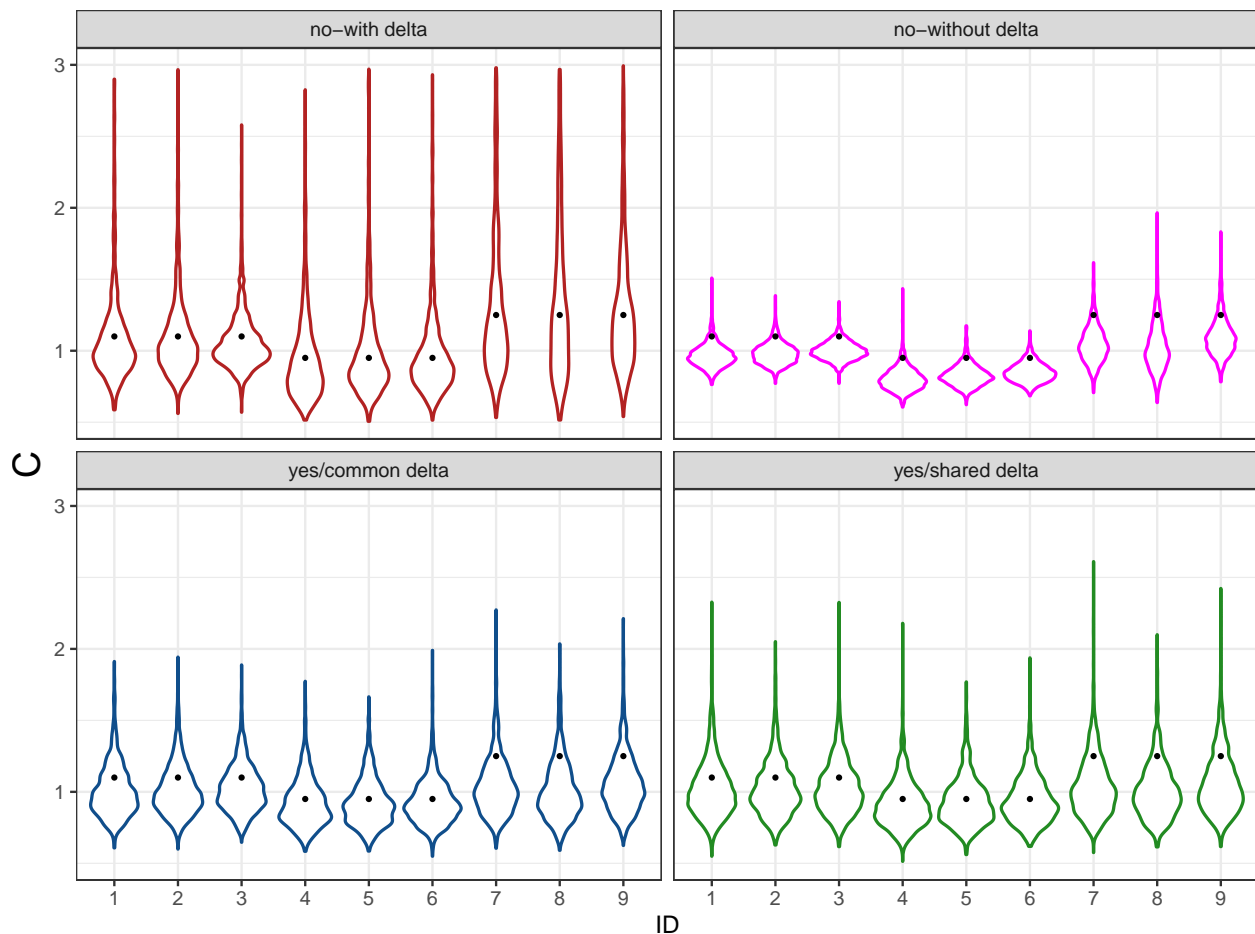 no−with delta
no−without delta
3
2
1
C
yes/common delta
yes/shared delta
3
2
1
1 2 3 4 5 6 7 8 9
1 2 3 4 5 6 7 8 9
ID